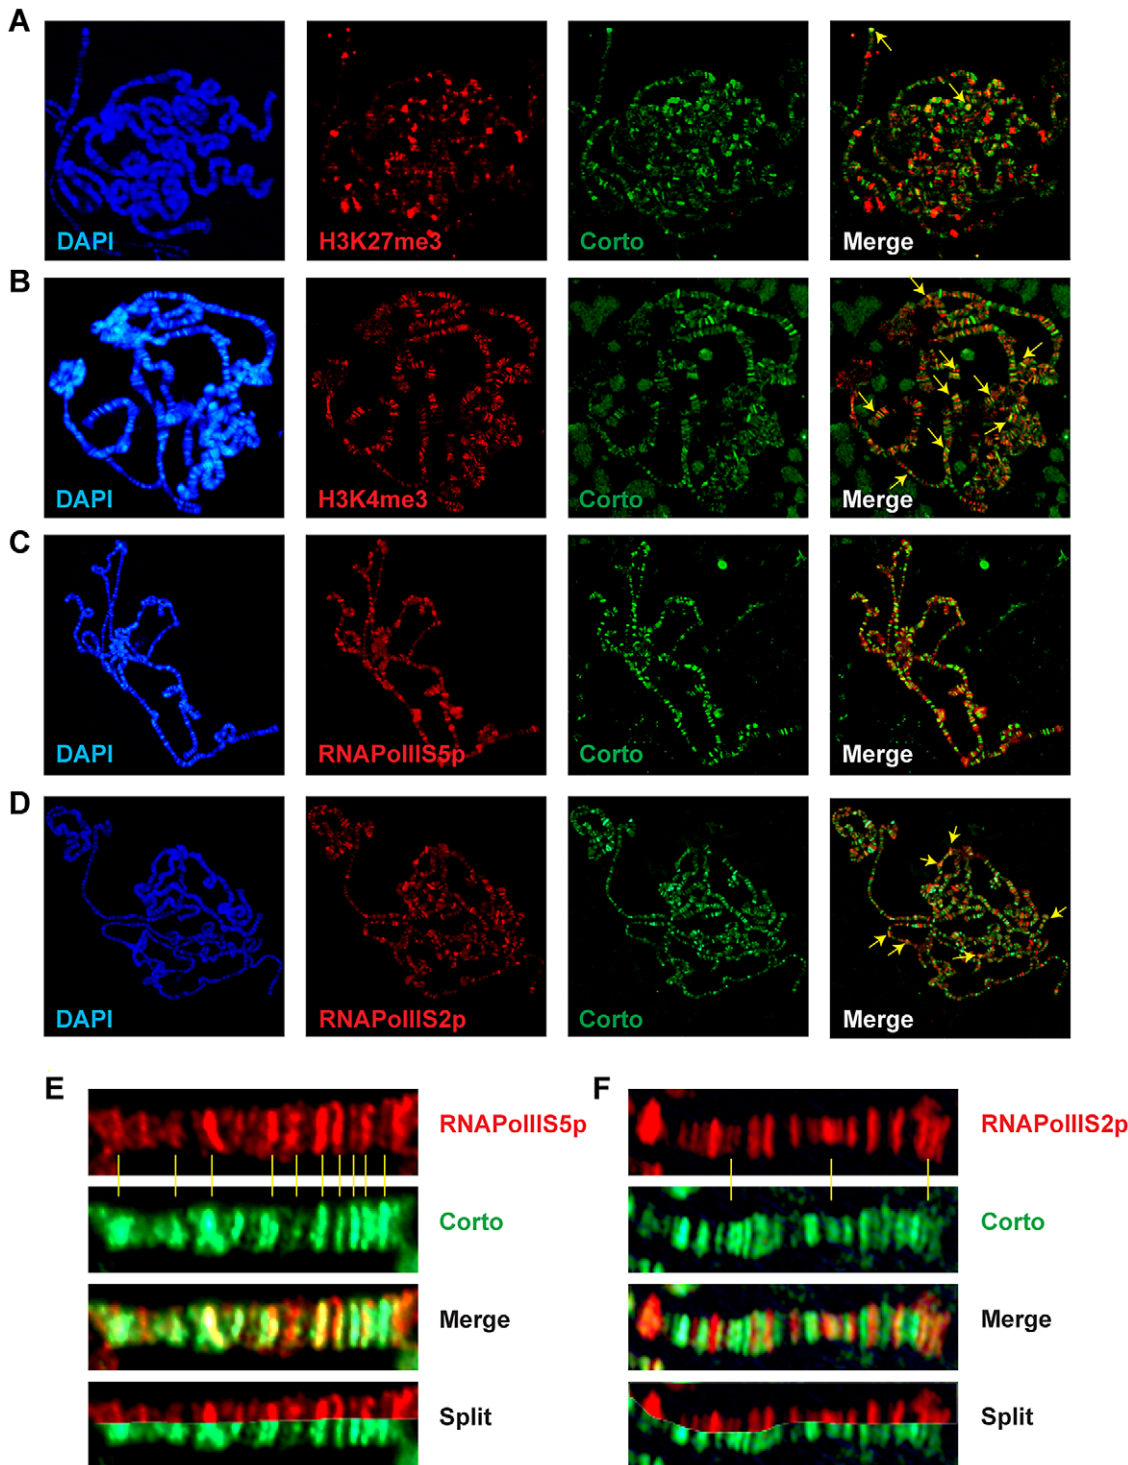 A
DAPI
H3K27me3
Corto
Merge
B
DAPI
H3K4me3
Corto
Merge
C
DAPI
RNAPolIIS5p
Corto
Merge
D
DAPI
RNAPolIIS2p
Corto
Merge
E
RNAPolIIS5p
Corto
Merge
Split
F
RNAPolIIS2p
Corto
Merge
Split